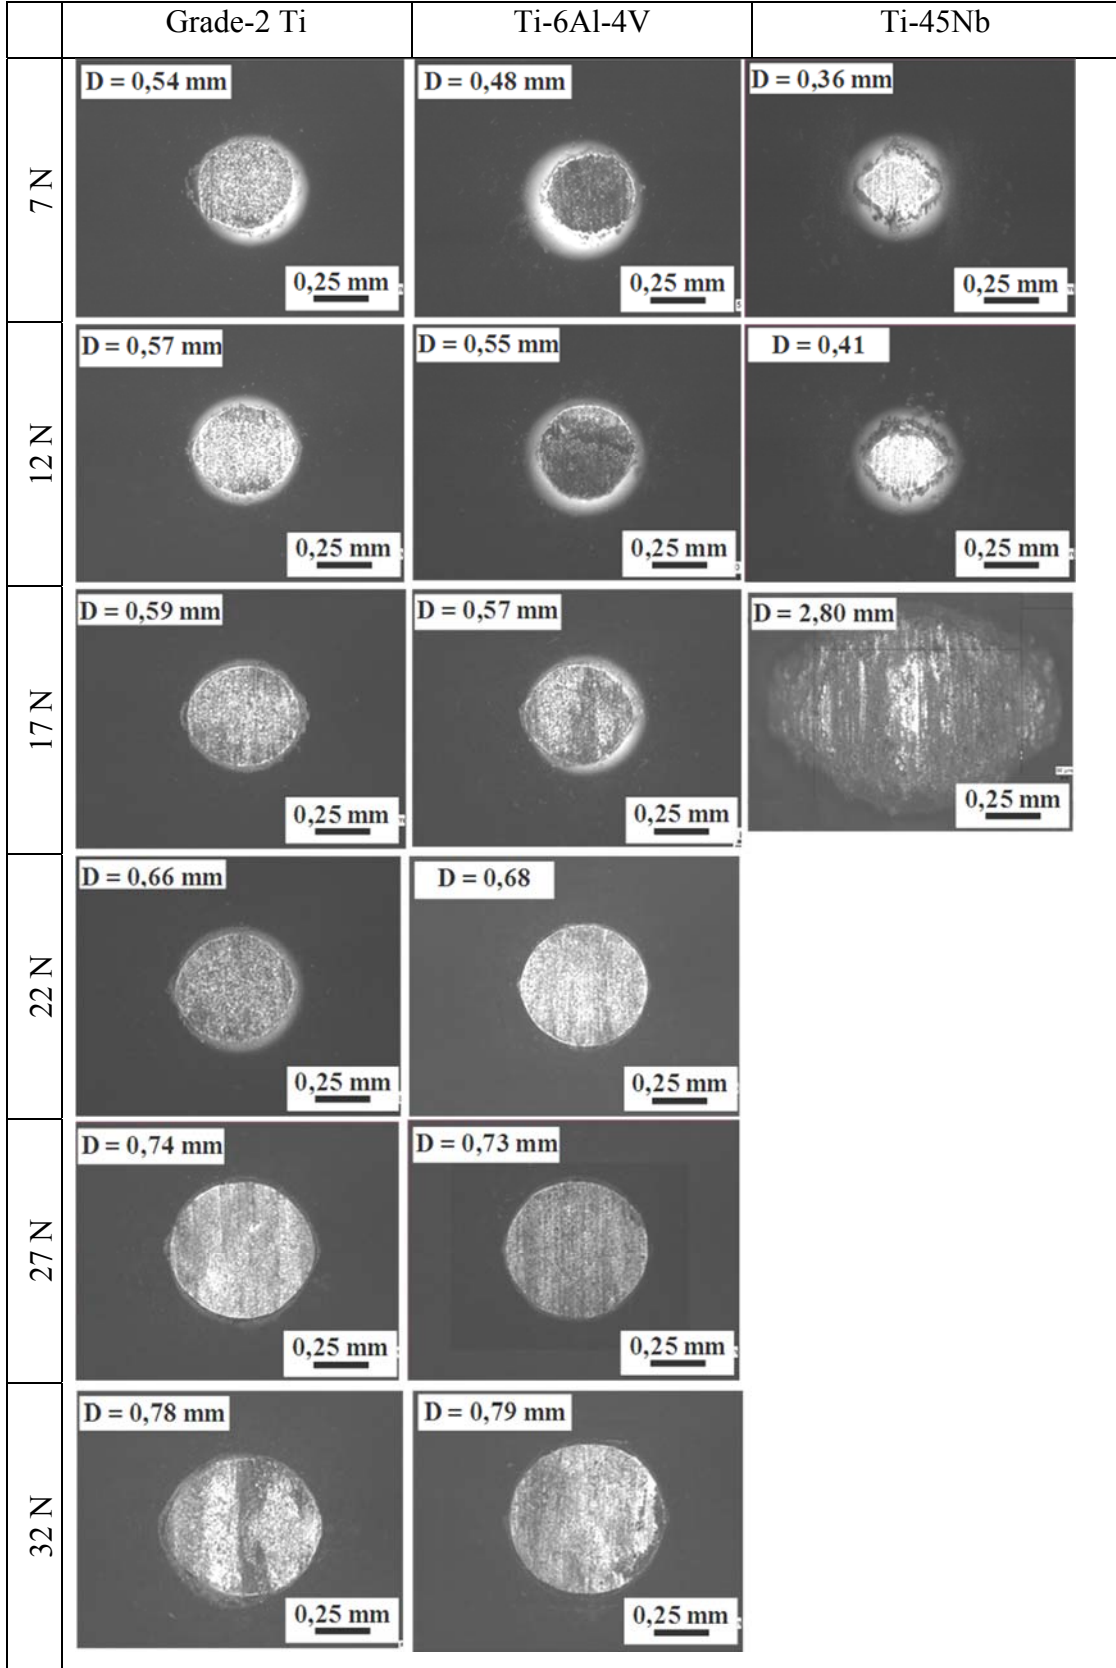 Grade-2 Ti Ti-6Al-4V Ti-45Nb
7 N
D = 0,54 mm D = 0,48 mm D = 0,36 mm
0,25 mm 0,25 mm 0,25 mm
12 N
D = 0,57 mm D = 0,55 mm D = 0,41
0,25 mm 0,25 mm 0,25 mm
17 N
D = 0,59 mm D = 0,57 mm D = 2,80 mm
0,25 mm 0,25 mm 0,25 mm
22 N
D = 0,66 mm D = 0,68
0,25 mm 0,25 mm
27 N
D = 0,74 mm D = 0,73 mm
0,25 mm 0,25 mm
32 N
D = 0,78 mm D = 0,79 mm
0,25 mm 0,25 mm